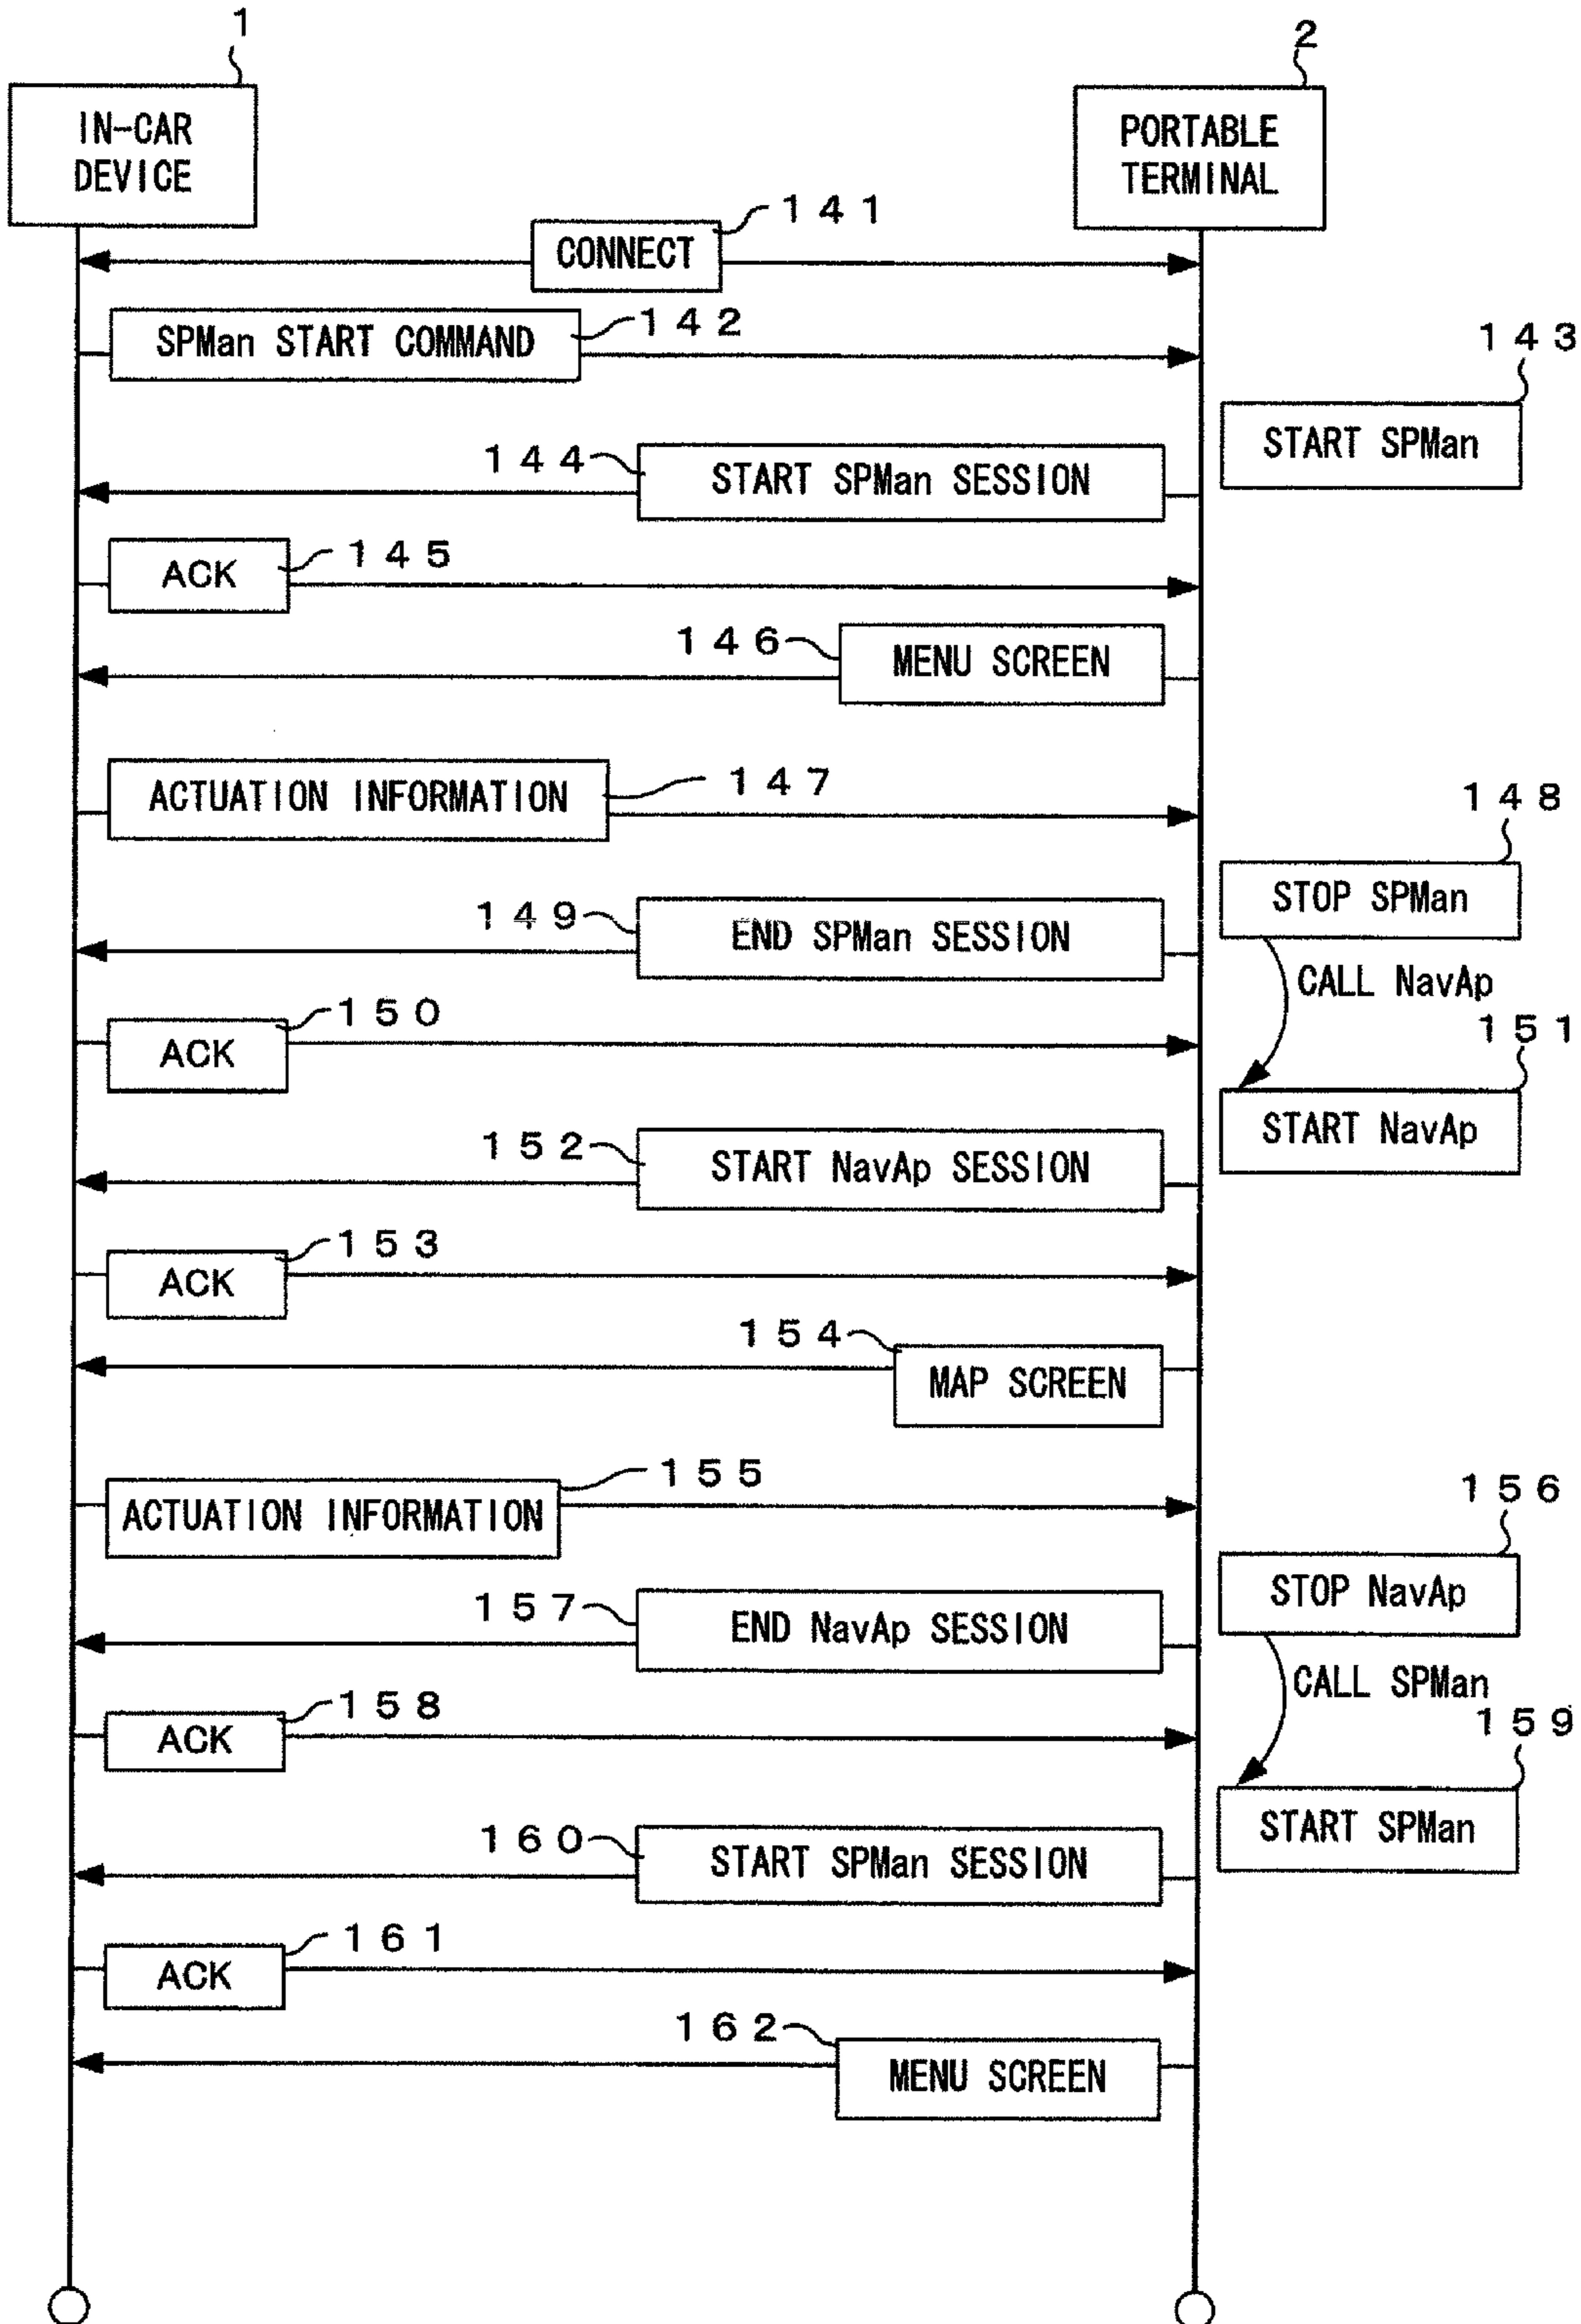 1
2
IN-CAR
DEVICE
PORTABLE
TERMINAL
141
CONNECT
142
SPMan START COMMAND
143
START SPMan
144
START SPMan SESSION
145
ACK
146
MENU SCREEN
147
ACTUATION INFORMATION
148
STOP SPMan
149
END SPMan SESSION
CALL NavAp
150
ACK
151
START NavAp
152
START NavAp SESSION
153
ACK
154
MAP SCREEN
155
ACTUATION INFORMATION
156
STOP NavAp
157
END NavAp SESSION
CALL SPMan
158
ACK
159
START SPMan
160
START SPMan SESSION
161
ACK
162
MENU SCREEN